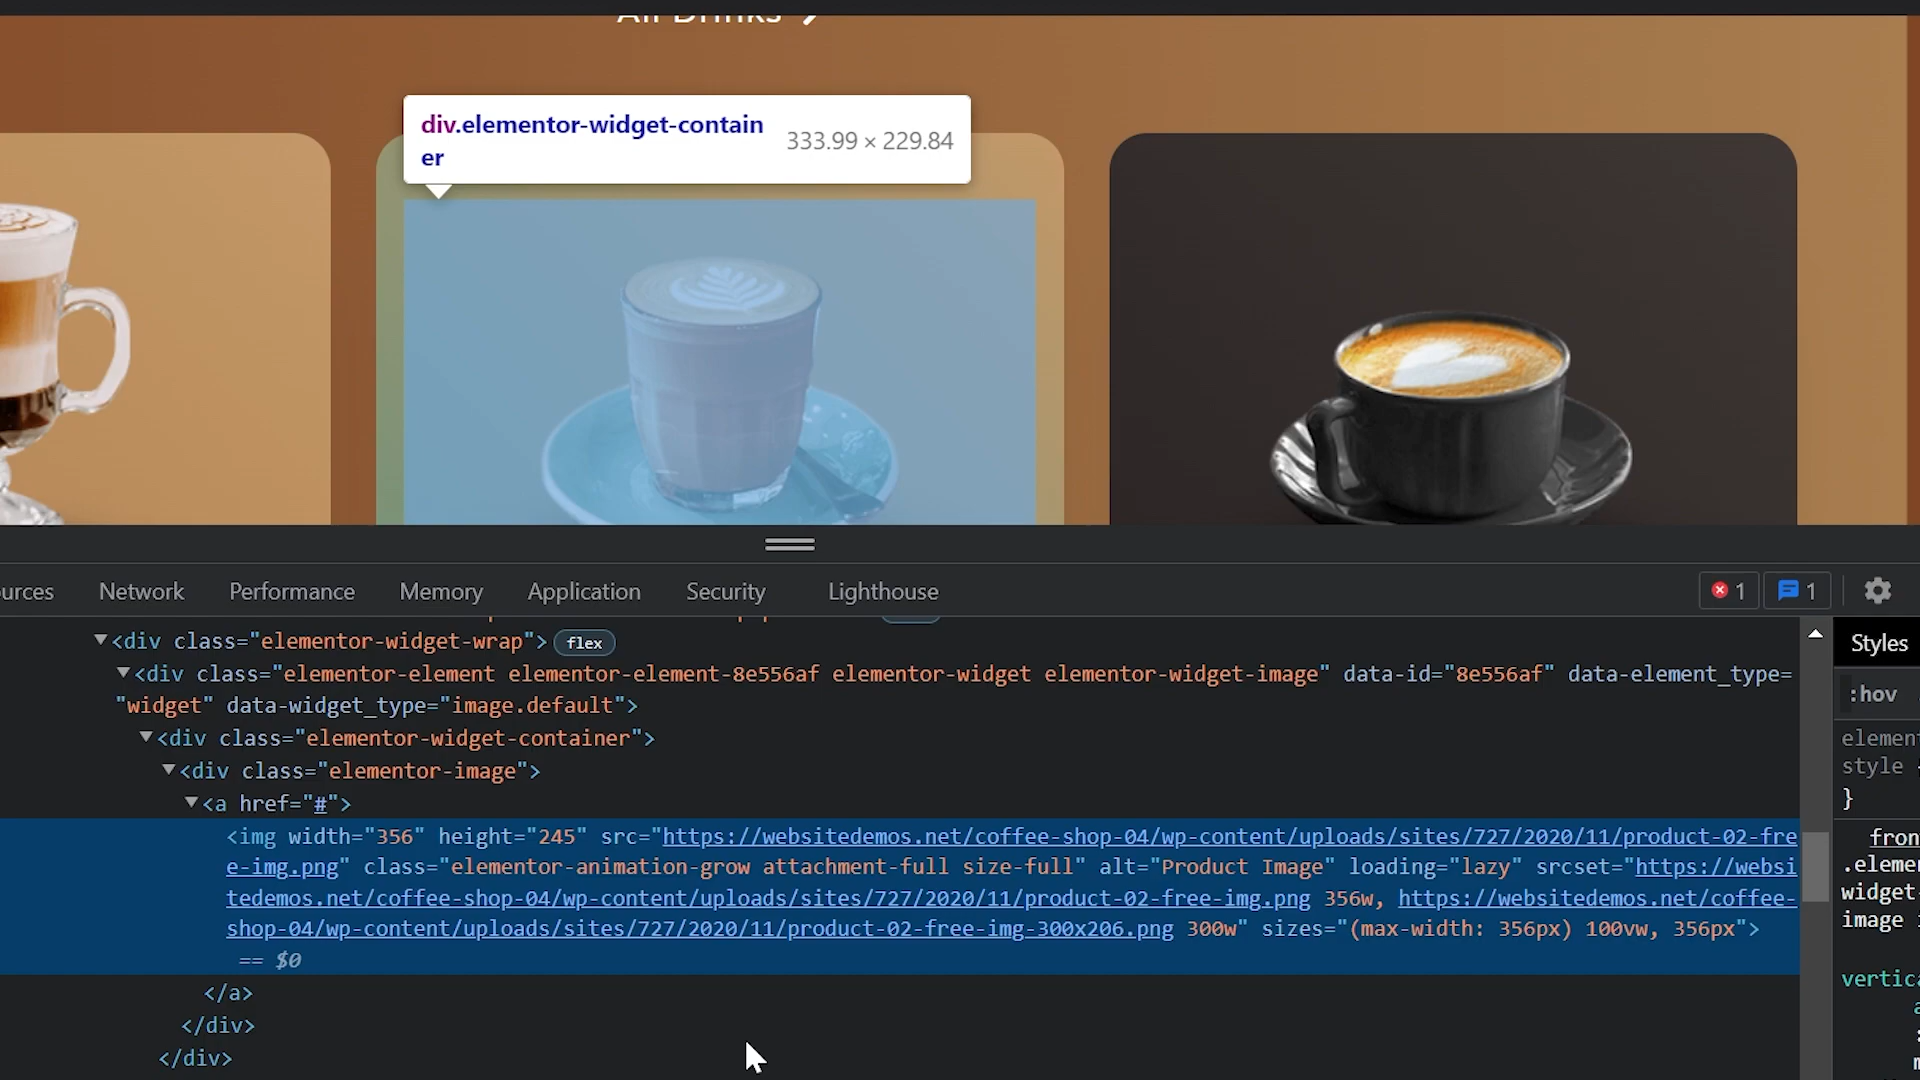 All Drinks
div.elementor-widget-contain
er
333.99 × 229.84
ources Network Performance Memory Application Security Lighthouse 1 1
<div class="elementor-widget-wrap"> flex
<div class="elementor-element elementor-element-8e556af elementor-widget elementor-widget-image" data-id="8e556af" data-element_type=
"widget" data-widget_type="image.default">
<div class="elementor-widget-container">
<div class="elementor-image">
<a href="#">
<img width="356" height="245" src="https://websitedemos.net/coffee-shop-04/wp-content/uploads/sites/727/2020/11/product-02-fre
e-img.png" class="elementor-animation-grow attachment-full size-full" alt="Product Image" loading="lazy" srcset="https://websi
tedemos.net/coffee-shop-04/wp-content/uploads/sites/727/2020/11/product-02-free-img.png 356w, https://websitedemos.net/coffee-
shop-04/wp-content/uploads/sites/727/2020/11/product-02-free-img-300x206.png 300w" sizes="(max-width: 356px) 100vw, 356px">
== $0
</a>
</div>
</div>
Styles
:hov
element
style
}
fron
.elemen
widget-
image
vertica